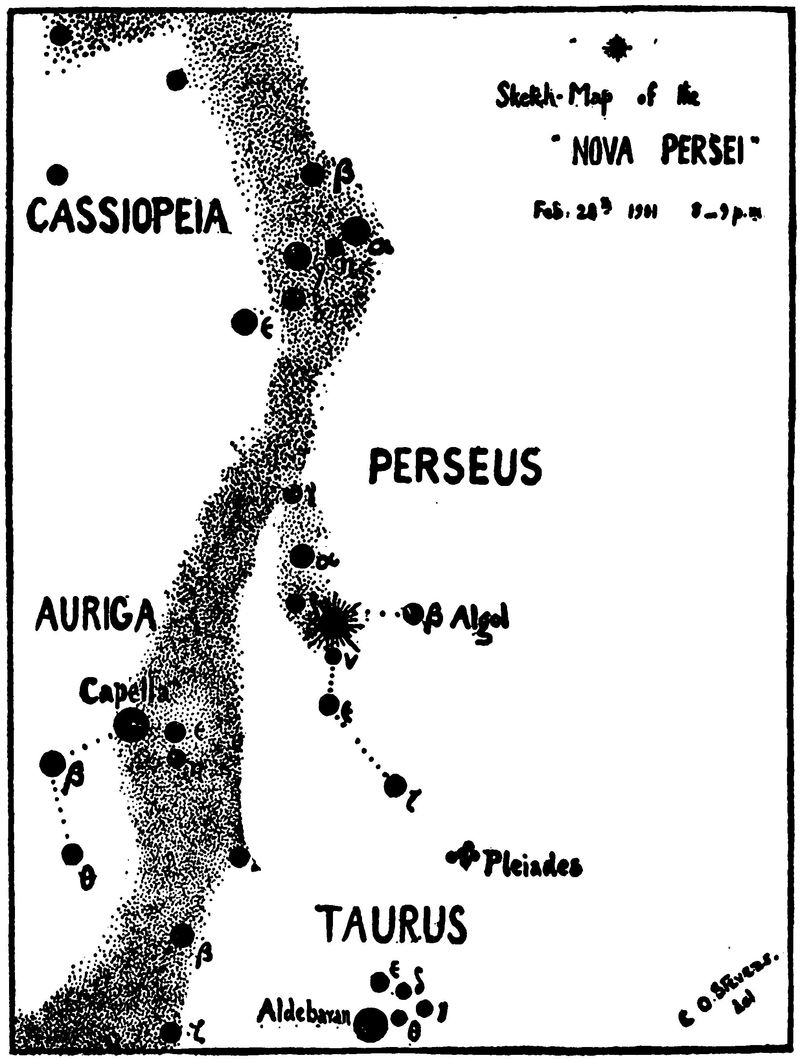 Sketch-Map of the
"NOVA PERSEI"
Feb: 28th 1901 8-9 p.m.
β
CASSIOPEIA
α
η
γ
ε
PERSEUS
γ
α
AURIGA
β Algol
ν
Capella
ε
ε
η
β
ζ
θ
ι
Pleiades
TAURUS
β
ε
δ
Aldebaran
γ
θ
ζ
del